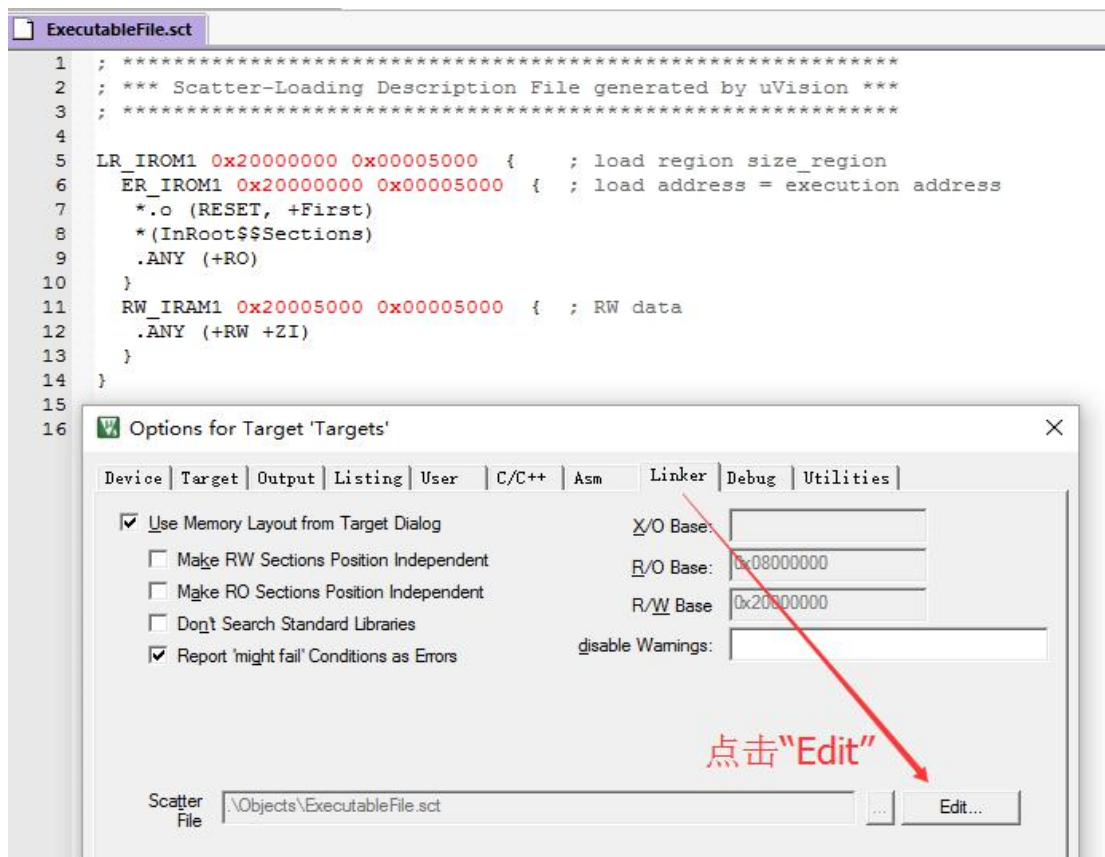 ExecutableFile.sct
1 ; *************************************************************
2 ; *** Scatter-Loading Description File generated by uVision ***
3 ; *************************************************************
4
5 LR_IROM1 0x20000000 0x00005000 { ; load region size_region
6 ER_IROM1 0x20000000 0x00005000 { ; load address = execution address
7 *.o (RESET, +First)
8 *(InRoot$$Sections)
9 .ANY (+RO)
10 }
11 RW_IRAM1 0x20005000 0x00005000 { ; RW data
12 .ANY (+RW +ZI)
13 }
14 }
15
16
Options for Target 'Targets'
Device Target Output Listing User C/C++ Asm Linker Debug Utilities
Use Memory Layout from Target Dialog X/O Base:
Make RW Sections Position Independent R/O Base: 0x08000000
Make RO Sections Position Independent R/W Base 0x20000000
Don't Search Standard Libraries disable Warnings:
Report 'might fail' Conditions as Errors
点击“Edit”
Scatter File .\Objects\ExecutableFile.sct ... Edit...